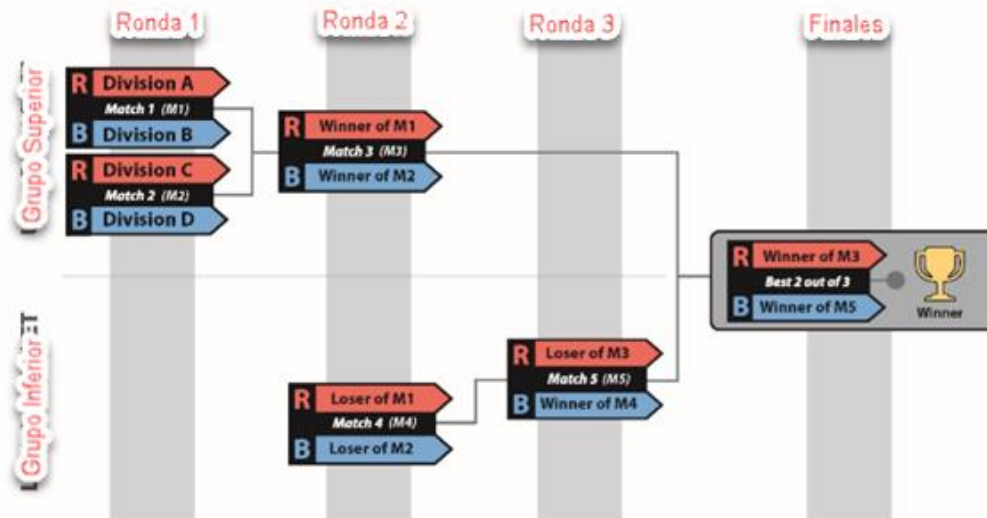 Ronda 1
Ronda 2
Ronda 3
Finales
Grupo Superior
R Division A
Match 1 (M1)
B Division B
R Division C
Match 2 (M2)
B Division D
R Winner of M1
Match 3 (M3)
B Winner of M2
R Winner of M3
Best 2 out of 3
B Winner of M5
Winner
Grupo Inferior
R Loser of M1
Match 4 (M4)
B Loser of M2
R Loser of M3
Match 5 (M5)
B Winner of M4